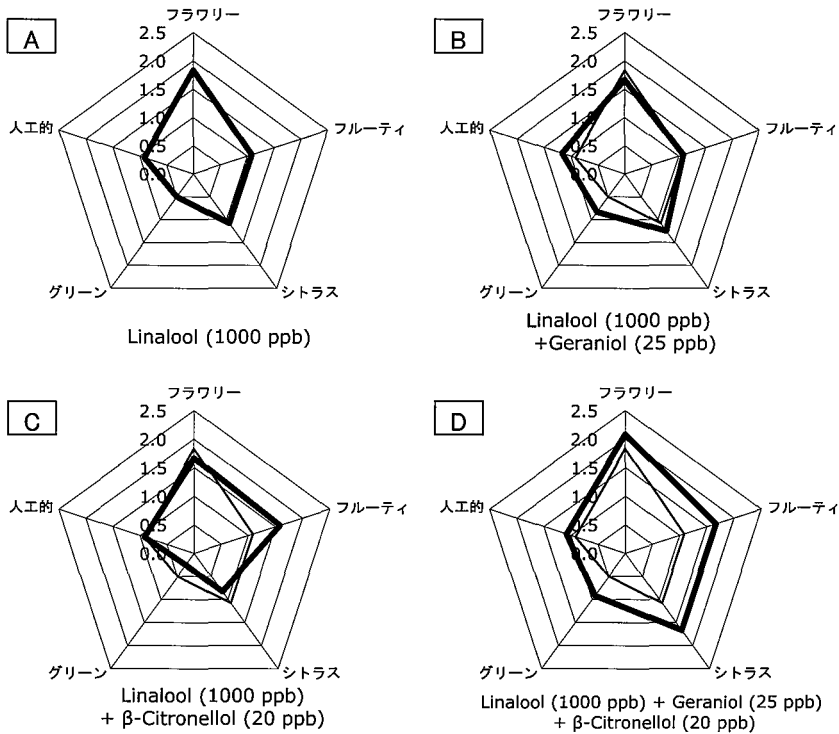 A
フラワリー
2.5
2.0
1.5
1.0
0.5
0.0
人工的
フルーティ
グリーン
シトラス
Linalool (1000 ppb)
B
フラワリー
2.5
2.0
1.5
1.0
0.5
0.0
人工的
フルーティ
グリーン
シトラス
Linalool (1000 ppb)
+Geraniol (25 ppb)
C
フラワリー
2.5
2.0
1.5
1.0
0.5
0.0
人工的
フルーティ
グリーン
シトラス
Linalool (1000 ppb)
+ β-Citronellol (20 ppb)
D
フラワリー
2.5
2.0
1.5
1.0
0.5
0.0
人工的
フルーティ
グリーン
シトラス
Linalool (1000 ppb) + Geraniol (25 ppb)
+ β-Citronellol (20 ppb)